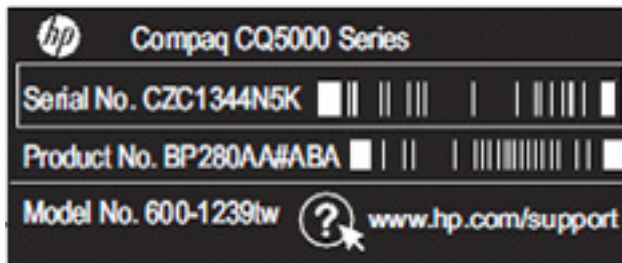 hp Compaq CQ5000 Series
Serial No. CZC1344N5K
Product No. BP280AA#ABA
Model No. 600-1239tw ? www.hp.com/support